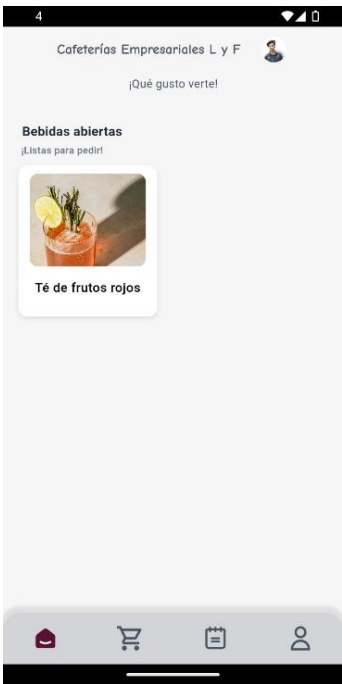 4
Cafeterías Empresariales L y F
¡Qué gusto verte!
Bebidas abiertas
¡Listas para pedir!
Té de frutos rojos